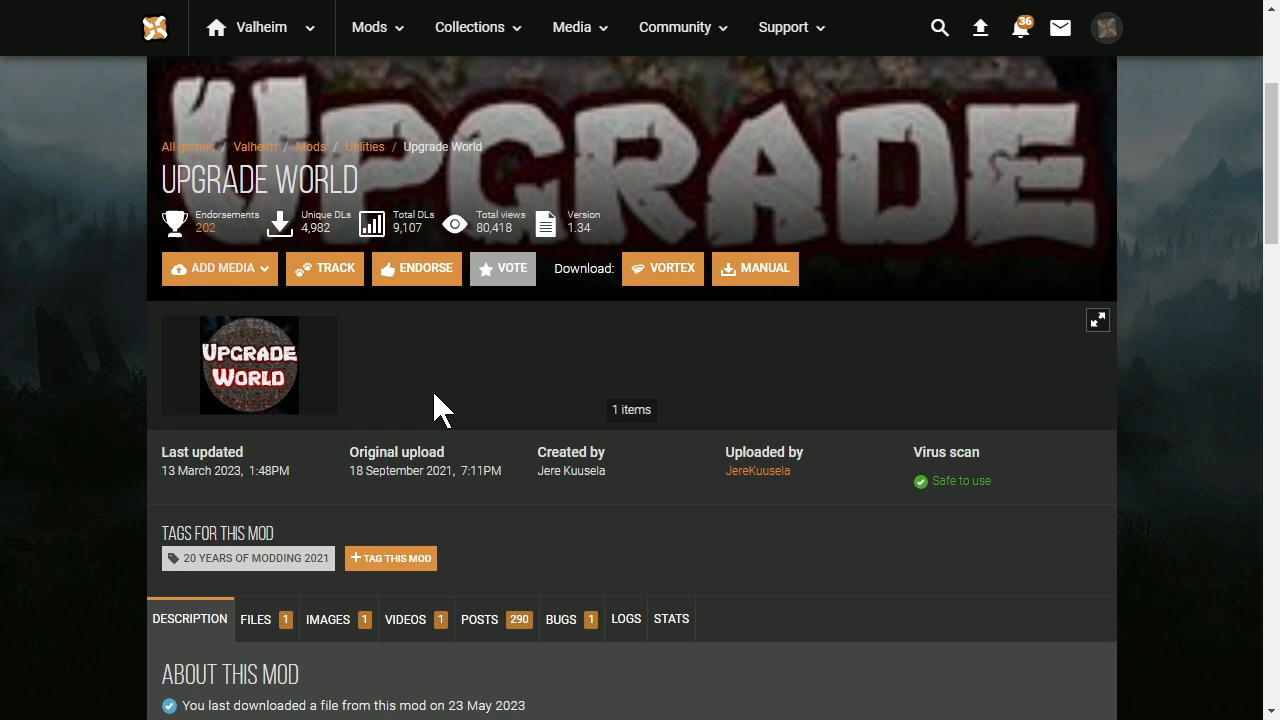 Valheim
Mods
Collections
Media
Community
Support
36
UPGRADE
All games / Valheim / Mods / Utilities / Upgrade World
UPGRADE WORLD
Endorsements
202
Unique DLs
4,982
Total DLs
9,107
Total views
80,418
Version
1.34
ADD MEDIA
TRACK
ENDORSE
VOTE
Download:
VORTEX
MANUAL
UPGRADE
WORLD
1 items
Last updated
13 March 2023, 1:48PM
Original upload
18 September 2021, 7:11PM
Created by
Jere Kuusela
Uploaded by
JereKuusela
Virus scan
Safe to use
TAGS FOR THIS MOD
20 YEARS OF MODDING 2021
+ TAG THIS MOD
DESCRIPTION
FILES 1
IMAGES 1
VIDEOS 1
POSTS 290
BUGS 1
LOGS
STATS
ABOUT THIS MOD
You last downloaded a file from this mod on 23 May 2023